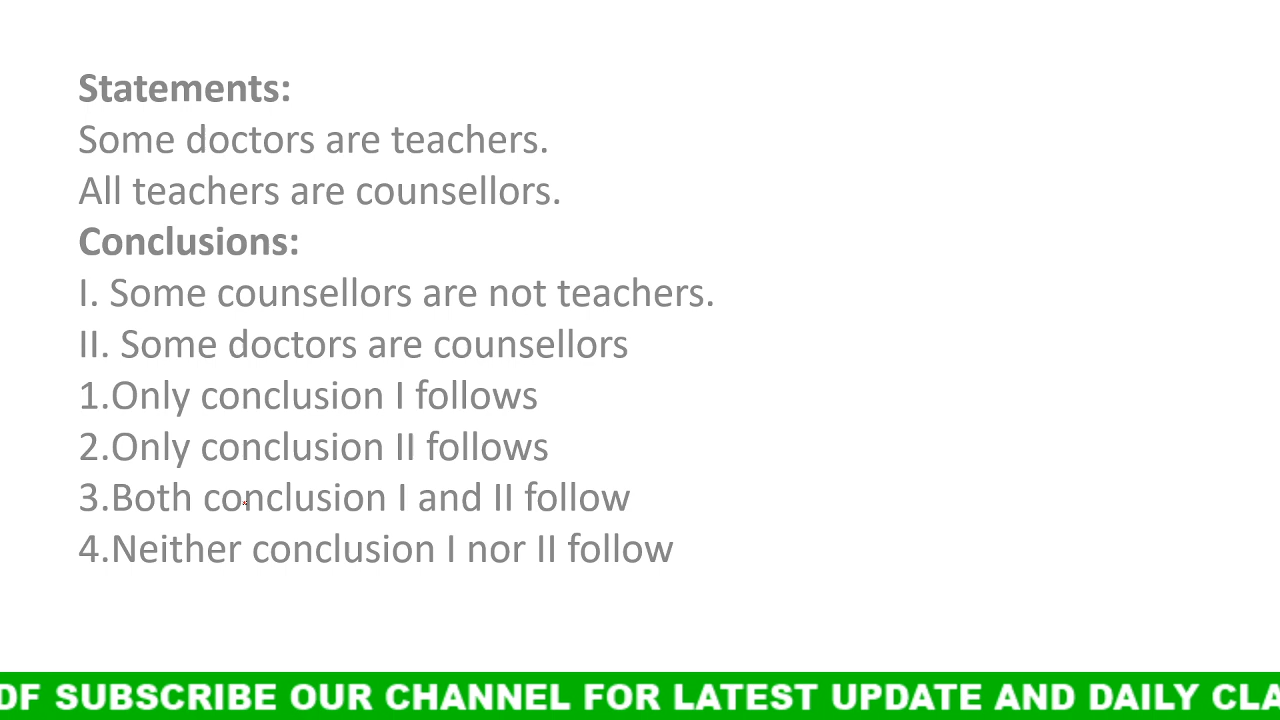 Statements:
Some doctors are teachers.
All teachers are counsellors.
Conclusions:
I. Some counsellors are not teachers.
II. Some doctors are counsellors
1.Only conclusion I follows
2.Only conclusion II follows
3.Both conclusion I and II follow
4.Neither conclusion I nor II follow
DF SUBSCRIBE OUR CHANNEL FOR LATEST UPDATE AND DAILY CLA